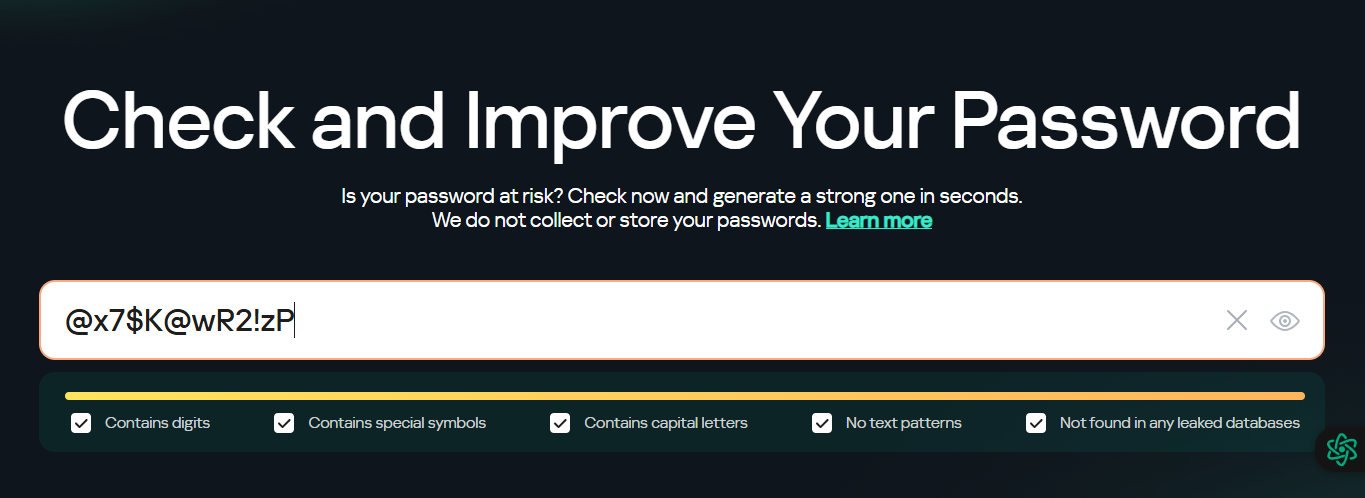 Check and Improve Your Password
Is your password at risk? Check now and generate a strong one in seconds.
We do not collect or store your passwords. Learn more
@x7$K@wR2!zP
Contains digits
Contains special symbols
Contains capital letters
No text patterns
Not found in any leaked databases